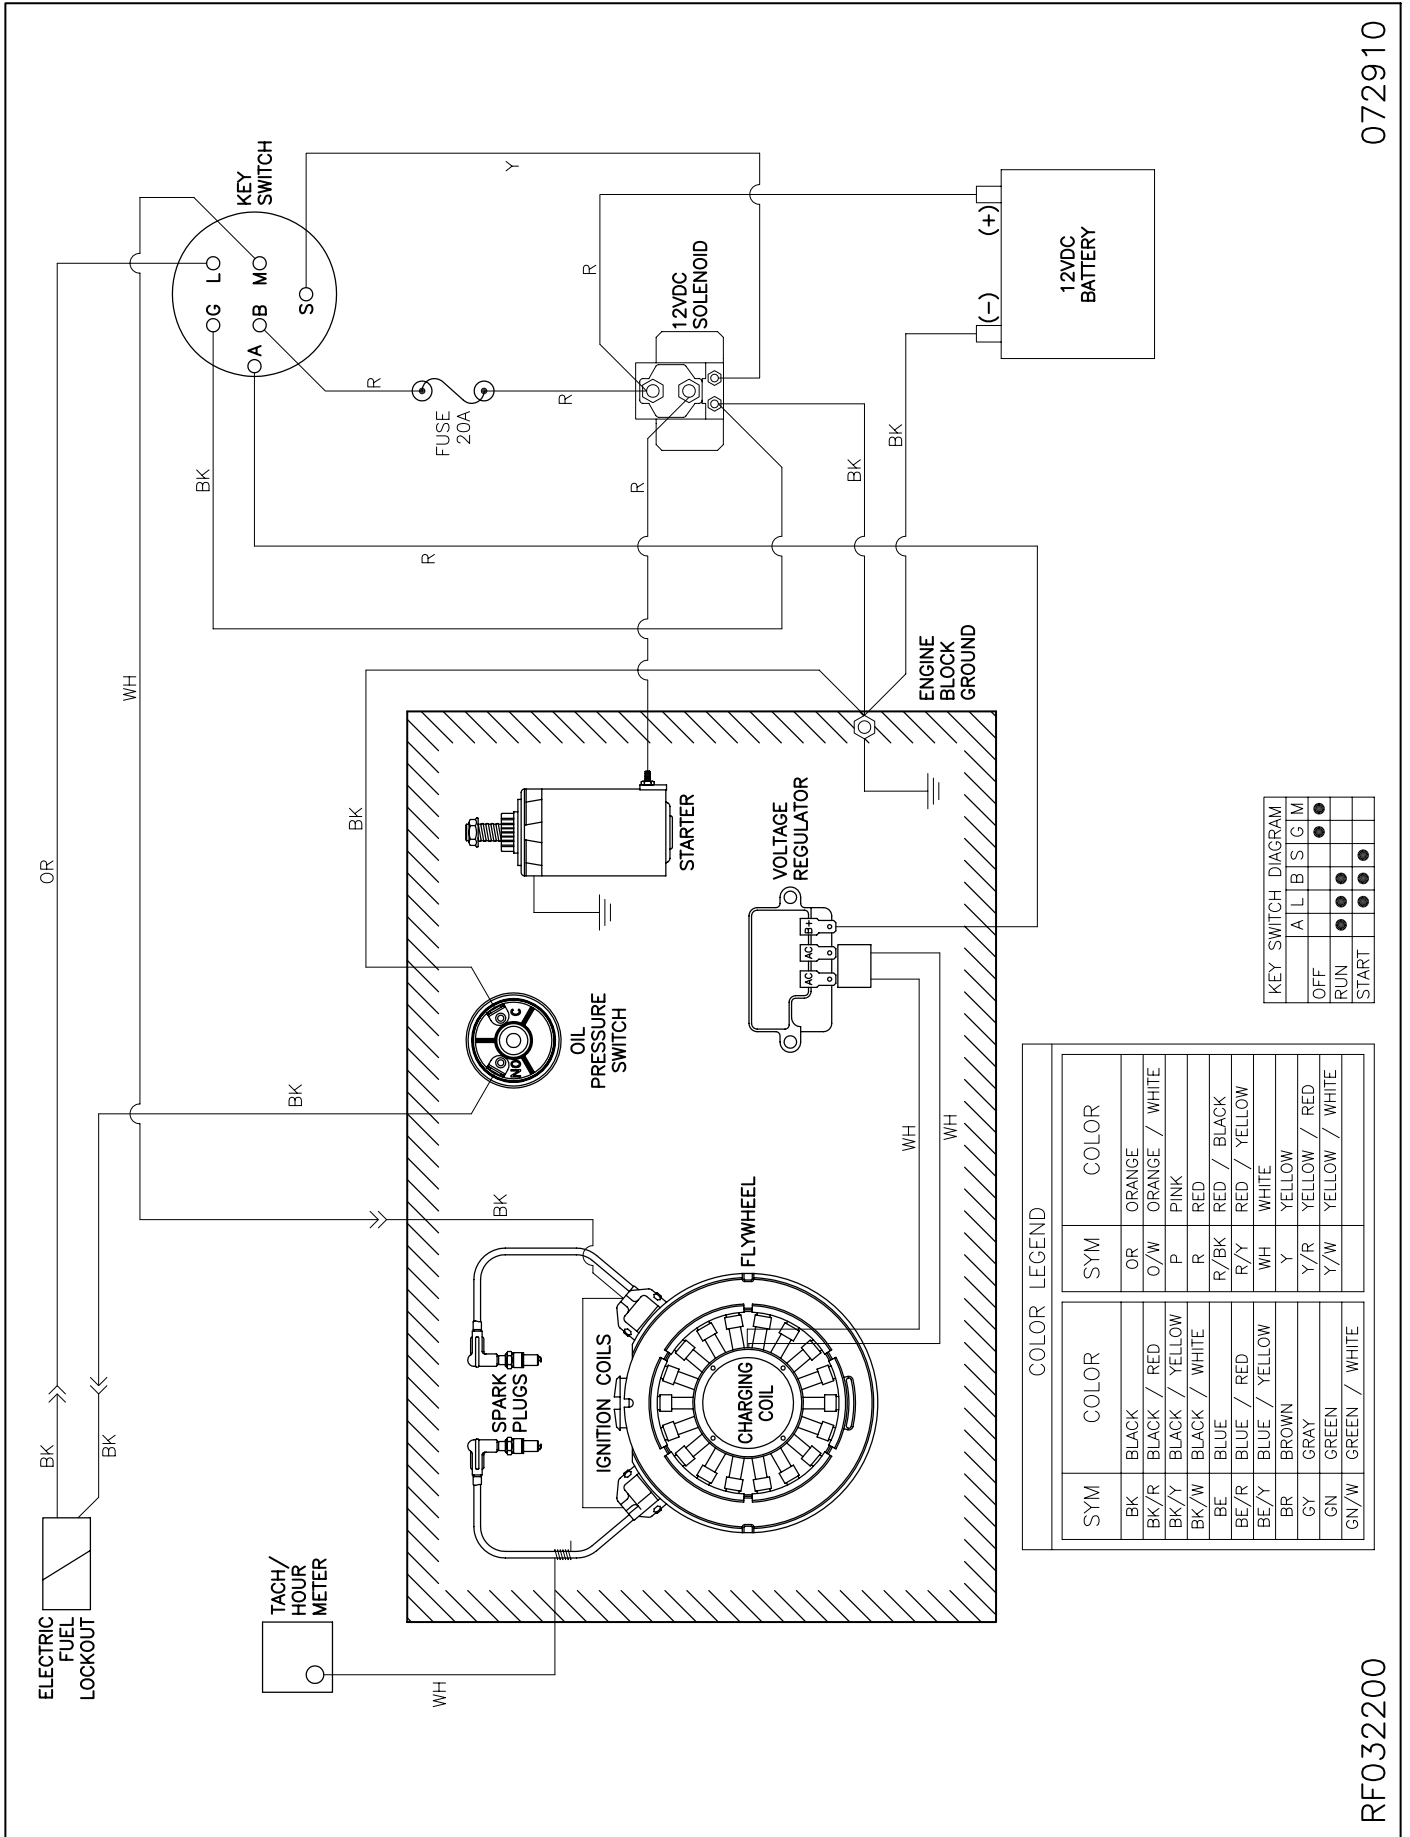 ELECTRIC
FUEL
LOCKOUT
BK
BK
OR
WH
BK
BK
KEY
SWITCH
G L
B M
A
S
Y
BK
R
R
FUSE
20A
R
R
R
12VDC
SOLENOID
BK
BK
(-)
(+)
12VDC
BATTERY
072910
TACH/
HOUR
METER
WH
SPARK
PLUGS
BK
IGNITION COILS
CHARGING
COIL
FLYWHEEL
NO
C
OIL
PRESSURE
SWITCH
STARTER
VOLTAGE
REGULATOR
AC AC B+
WH
WH
ENGINE
BLOCK
GROUND
COLOR LEGEND
SYM COLOR SYM COLOR
BK BLACK OR ORANGE
BK/R BLACK / RED O/W ORANGE / WHITE
BK/Y BLACK / YELLOW P PINK
BK/W BLACK / WHITE R RED
BE BLUE R/BK RED / BLACK
BE/R BLUE / RED R/Y RED / YELLOW
BE/Y BLUE / YELLOW WH WHITE
BR BROWN Y YELLOW
GY GRAY Y/R YELLOW / RED
GN GREEN Y/W YELLOW / WHITE
GN/W GREEN / WHITE
KEY SWITCH DIAGRAM
A L B S G M
OFF
RUN
START
RF032200